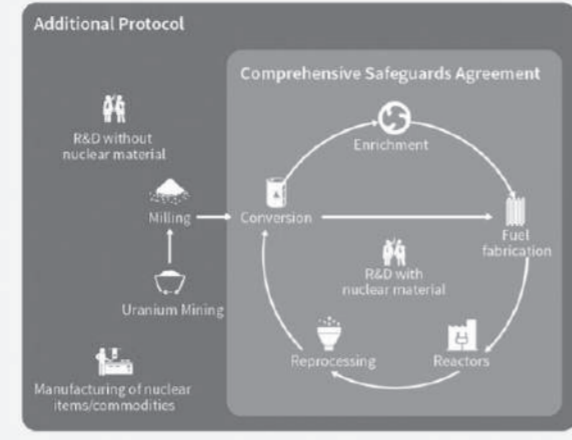 Additional Protocol
Comprehensive Safeguards Agreement
R&D without
nuclear material
Enrichment
Milling
Conversion
Fuel
fabrication
R&D with
nuclear material
Uranium Mining
Reprocessing
Reactors
Manufacturing of nuclear
items/commodities